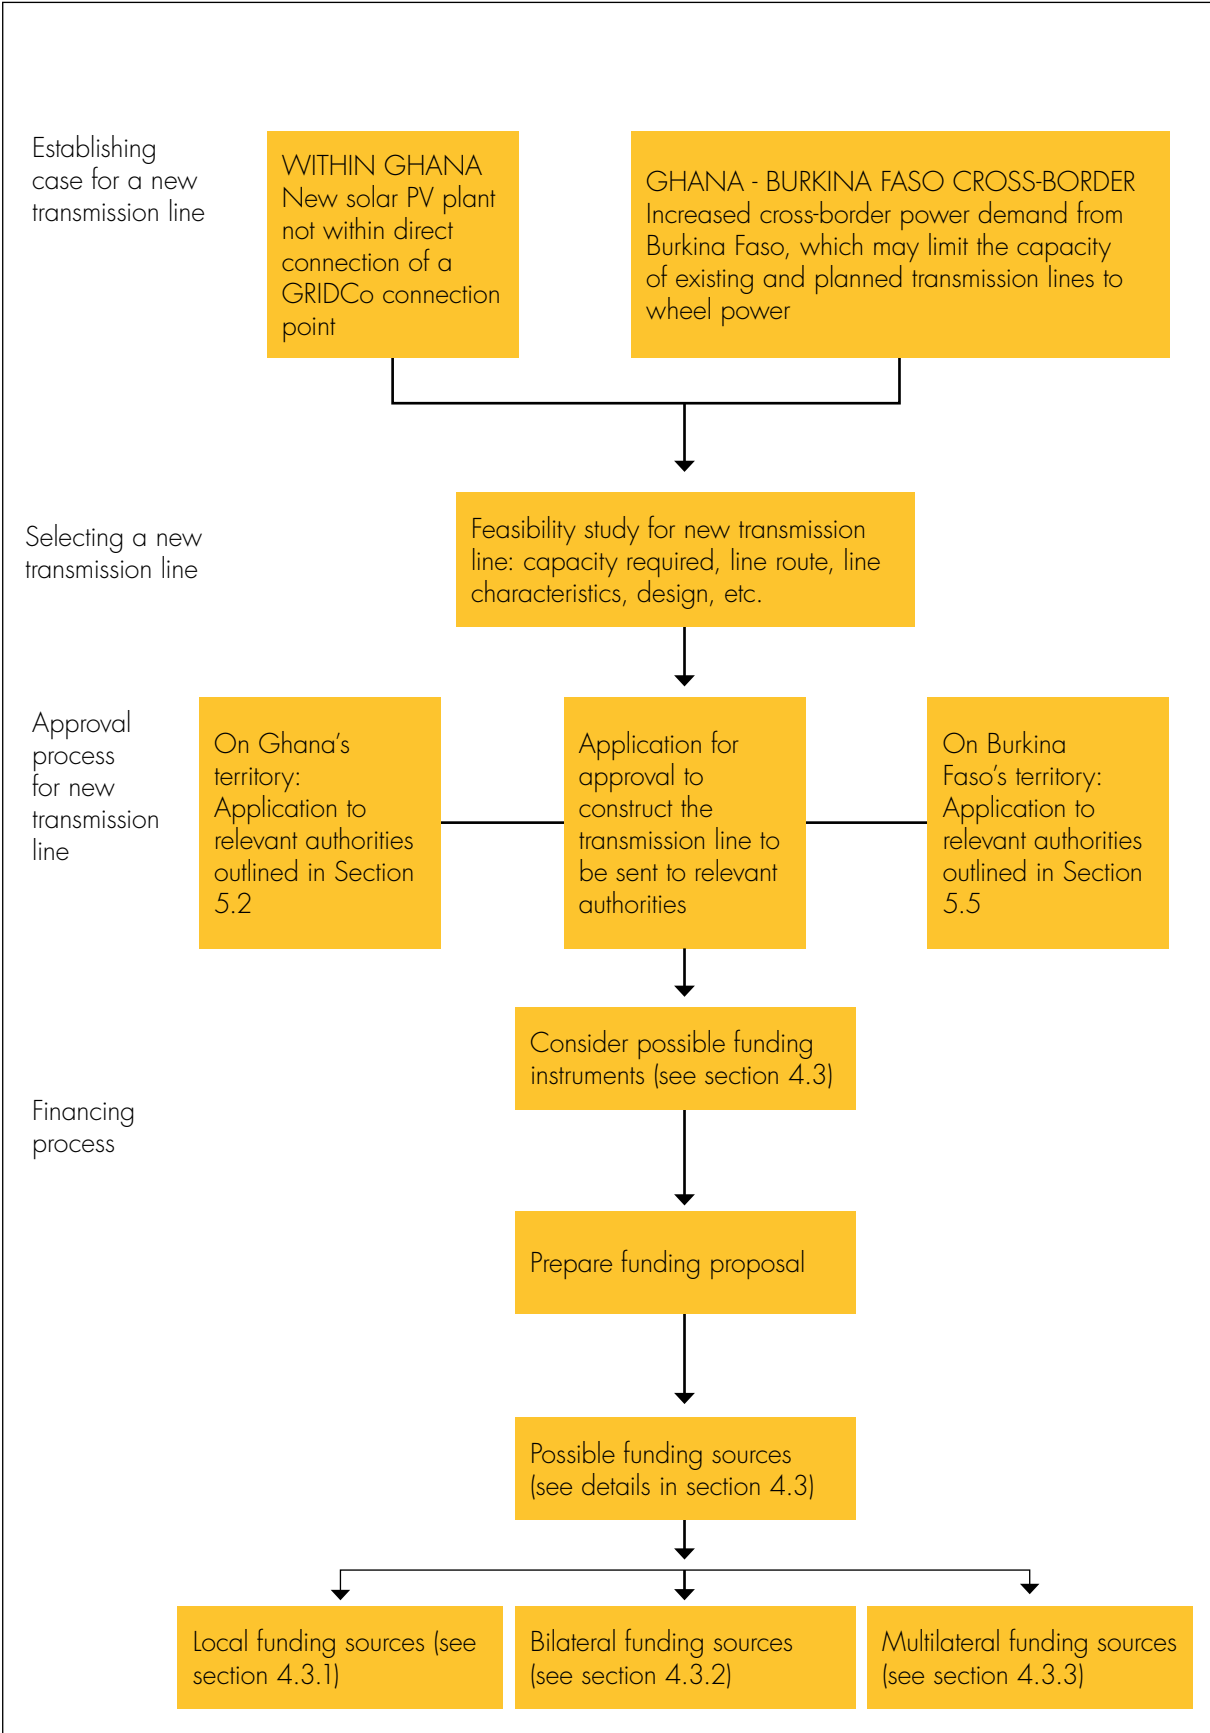 Establishing
case for a new
transmission line
WITHIN GHANA
New solar PV plant
not within direct
connection of a
GRIDCo connection
point
GHANA - BURKINA FASO CROSS-BORDER
Increased cross-border power demand from
Burkina Faso, which may limit the capacity
of existing and planned transmission lines to
wheel power
Selecting a new
transmission line
Feasibility study for new transmission
line: capacity required, line route, line
characteristics, design, etc.
Approval
process
for new
transmission
line
On Ghana’s
territory:
Application to
relevant authorities
outlined in Section
5.2
Application for
approval to
construct the
transmission line to
be sent to relevant
authorities
On Burkina
Faso’s territory:
Application to
relevant authorities
outlined in Section
5.5
Consider possible funding
instruments (see section 4.3)
Financing
process
Prepare funding proposal
Possible funding sources
(see details in section 4.3)
Local funding sources (see
section 4.3.1)
Bilateral funding sources
(see section 4.3.2)
Multilateral funding sources
(see section 4.3.3)